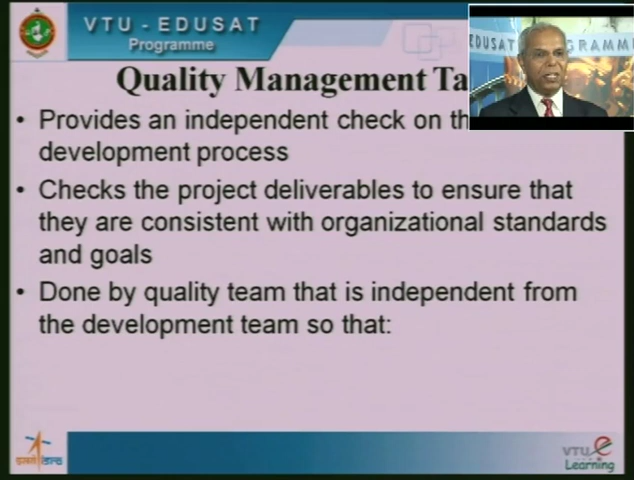 VTU - EDUSAT
Programme
EDUSAT
GRAMM
Quality Management Ta
• Provides an independent check on th
development process
• Checks the project deliverables to ensure that
they are consistent with organizational standards
and goals
• Done by quality team that is independent from
the development team so that:
VTU e
Learning